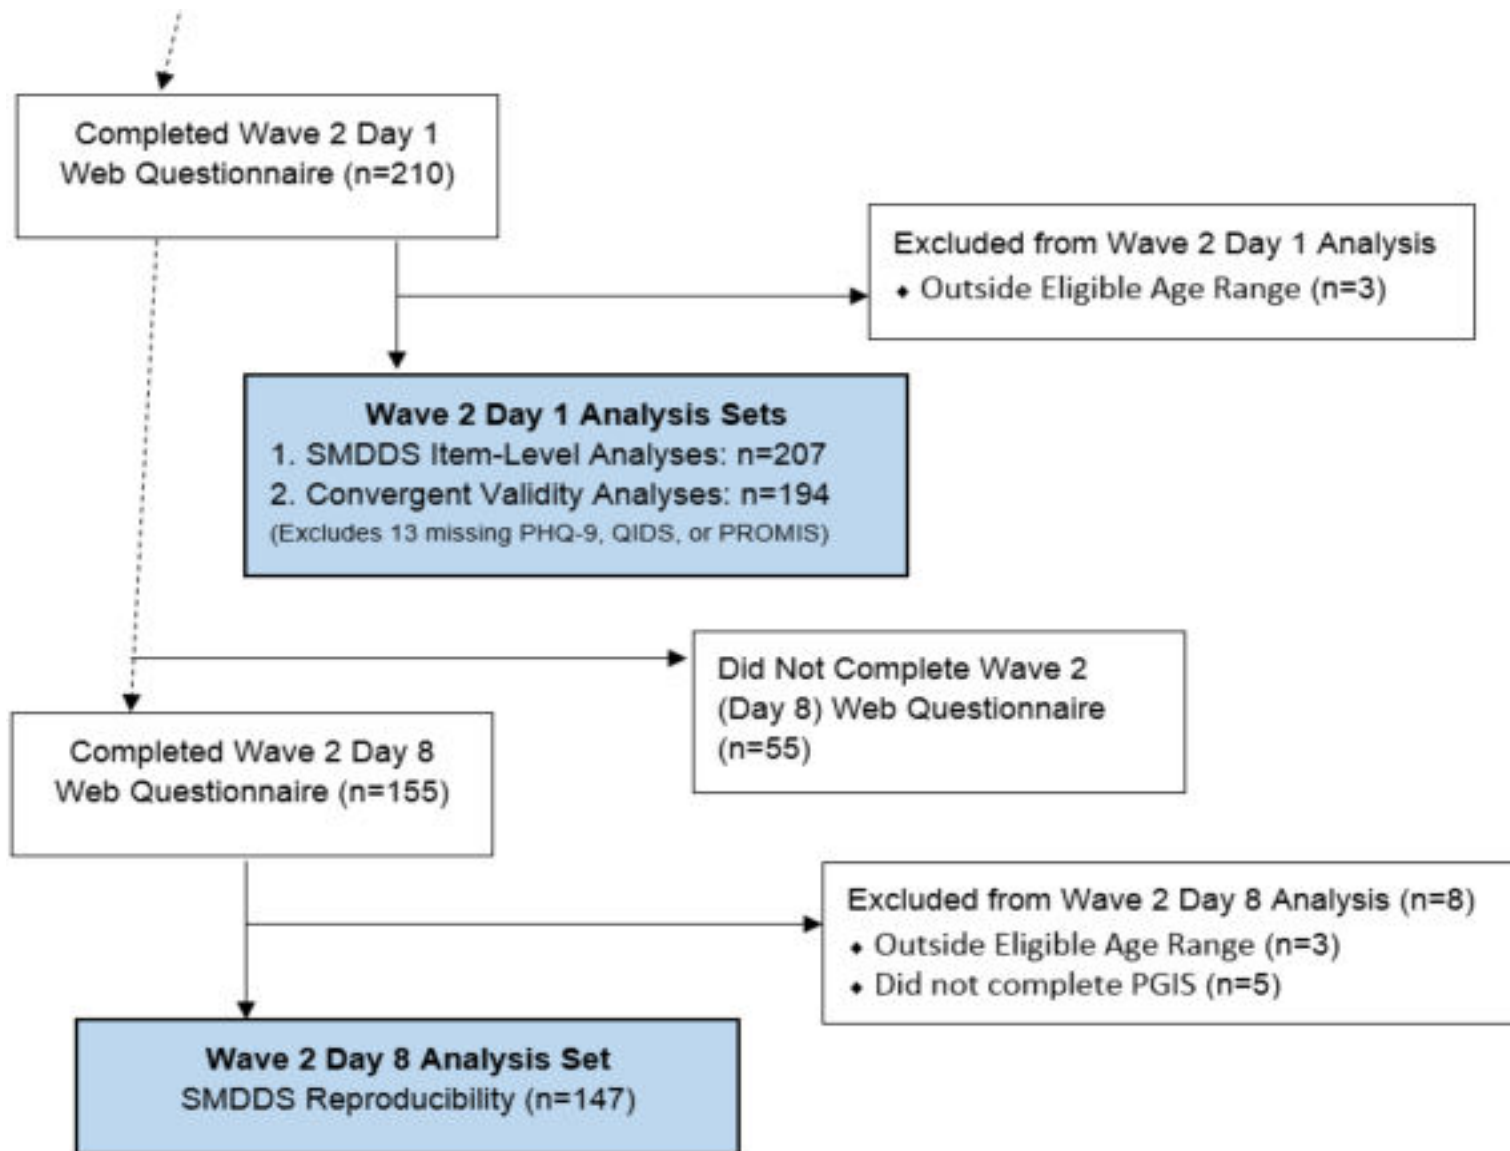 Completed Wave 2 Day 1
Web Questionnaire (n=210)
Excluded from Wave 2 Day 1 Analysis
⬥ Outside Eligible Age Range (n=3)
Wave 2 Day 1 Analysis Sets
1. SMDDS Item-Level Analyses: n=207
2. Convergent Validity Analyses: n=194
(Excludes 13 missing PHQ-9, QIDS, or PROMIS)
Did Not Complete Wave 2
(Day 8) Web Questionnaire
(n=55)
Completed Wave 2 Day 8
Web Questionnaire (n=155)
Excluded from Wave 2 Day 8 Analysis (n=8)
⬥ Outside Eligible Age Range (n=3)
⬥ Did not complete PGIS (n=5)
Wave 2 Day 8 Analysis Set
SMDDS Reproducibility (n=147)